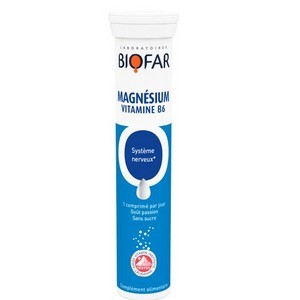 LABORATOIRES
BIOFAR
MAGNÉSIUM
VITAMINE B6
Système
nerveux*
1 comprimé par jour
Goût passion
Sans sucre
Complément alimentaire